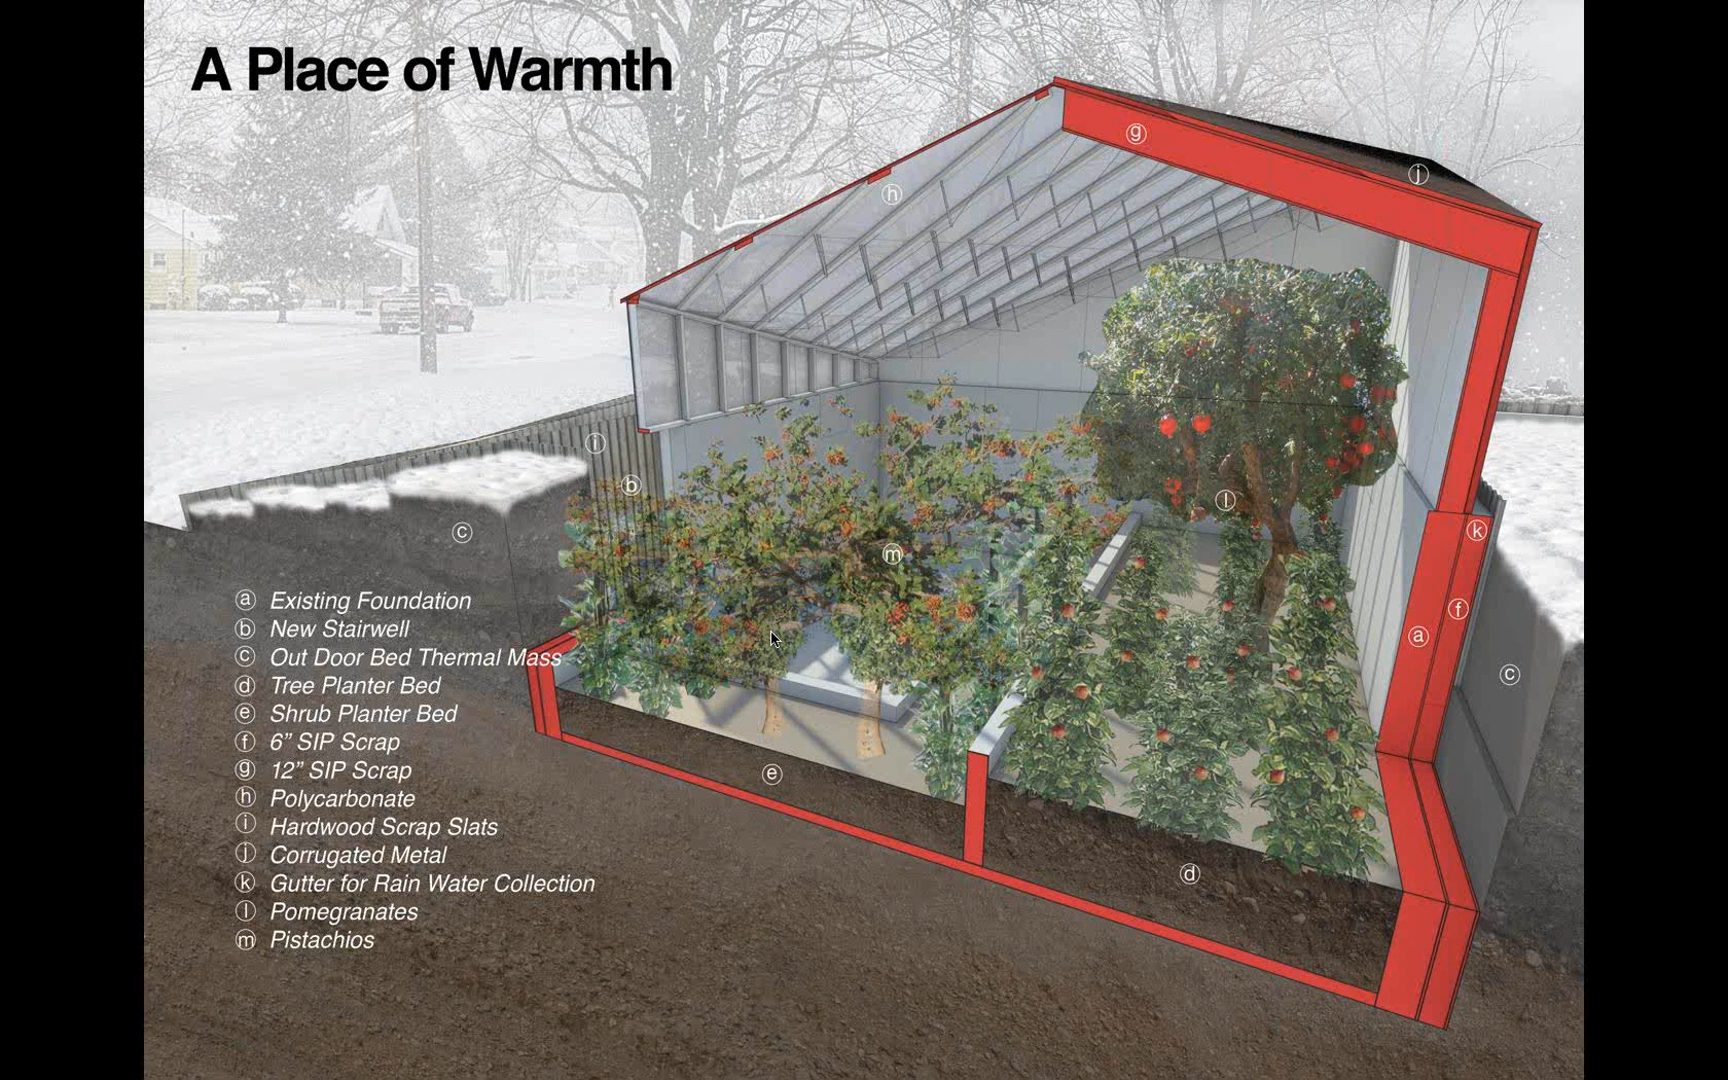 A Place of Warmth
g
j
h
i
b
c
l
m
k
f
a
c
e
d
a Existing Foundation
b New Stairwell
c Out Door Bed Thermal Mass
d Tree Planter Bed
e Shrub Planter Bed
f 6” SIP Scrap
g 12” SIP Scrap
h Polycarbonate
i Hardwood Scrap Slats
j Corrugated Metal
k Gutter for Rain Water Collection
l Pomegranates
m Pistachios